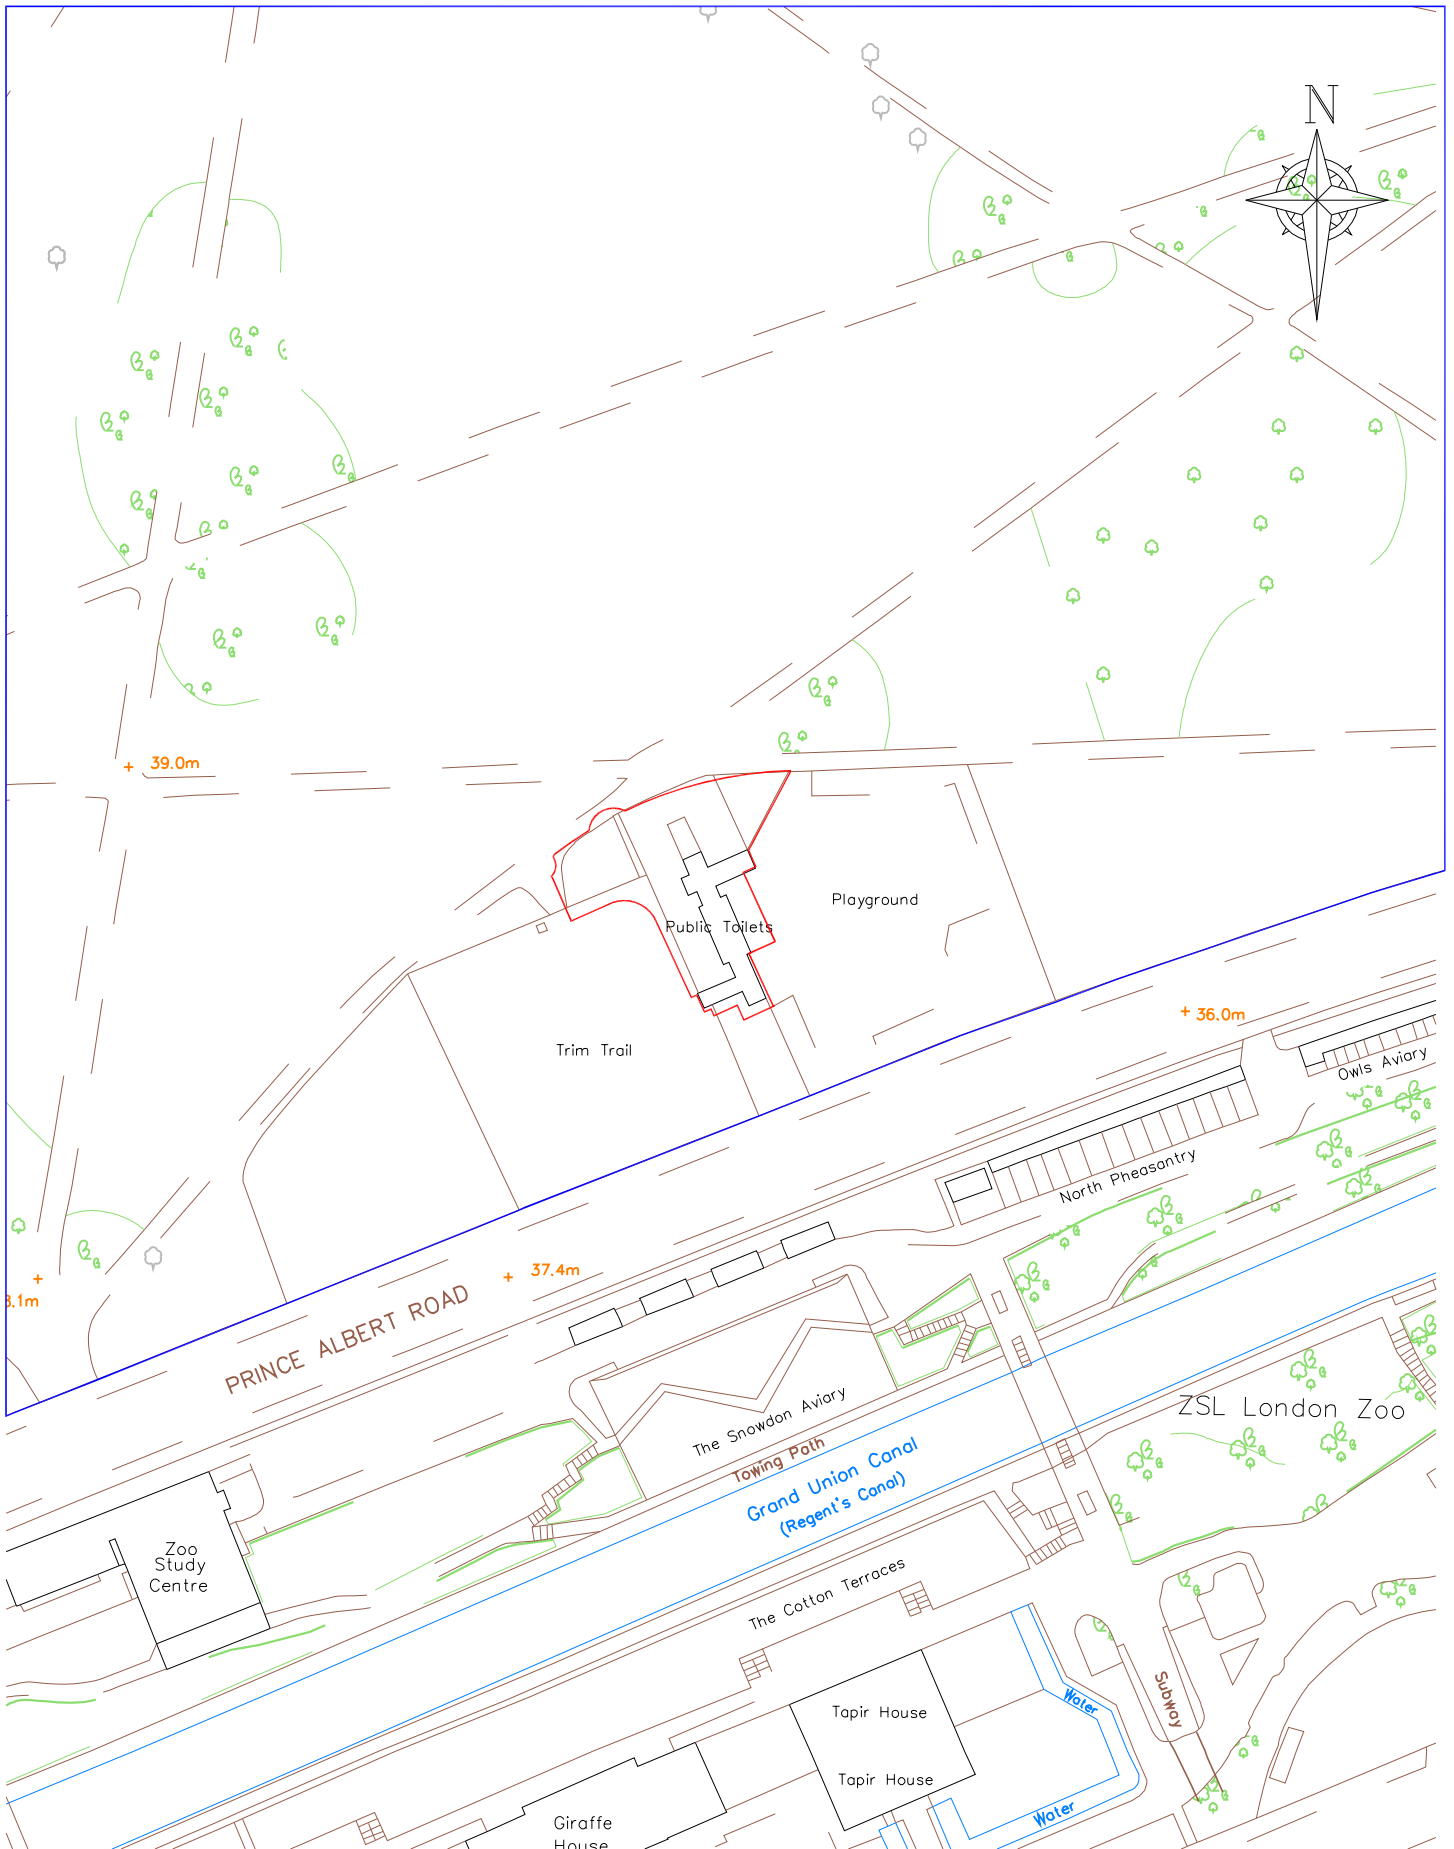 N
39.0m
Playground
Public Toilets
36.0m
Trim Trail
Owls Aviary
North Pheasantry
37.4m
8.1m
PRINCE ALBERT ROAD
ZSL London Zoo
The Snowdon Aviary
Towing Path
Grand Union Canal
(Regent's Canal)
Zoo
Study
Centre
The Cotton Terraces
Subway
Water
Tapir House
Tapir House
Water
Giraffe
House